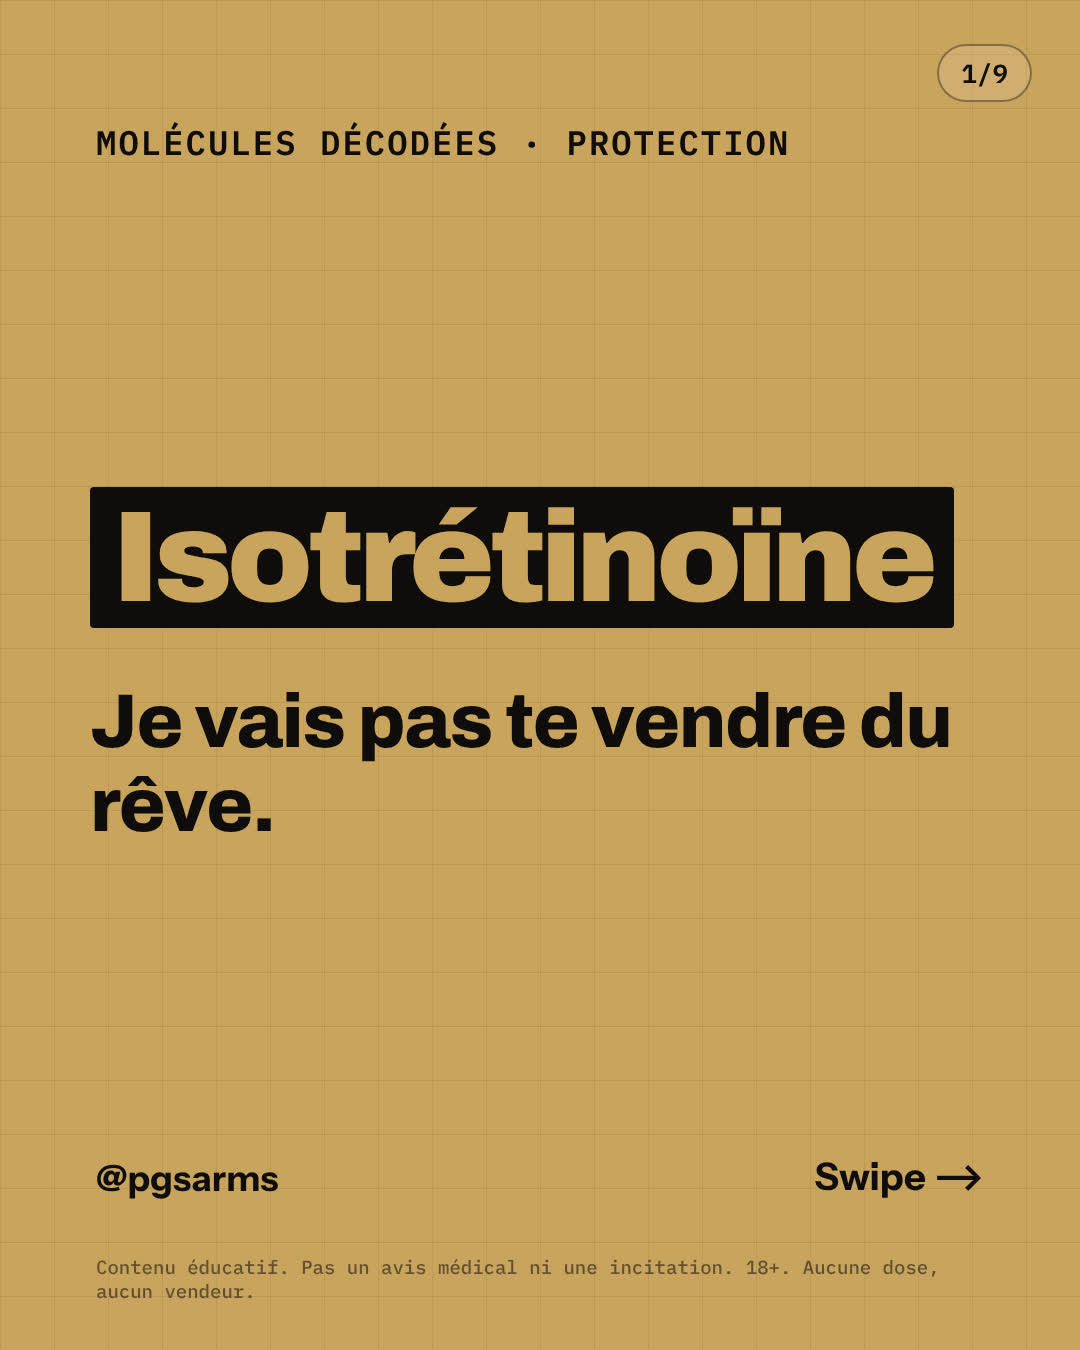 1/9
MOLÉCULES DÉCODÉES · PROTECTION
Isotrétinoïne
Je vais pas te vendre du
rêve.
@pgsarms
Swipe →
Contenu éducatif. Pas un avis médical ni une incitation. 18+. Aucune dose,
aucun vendeur.